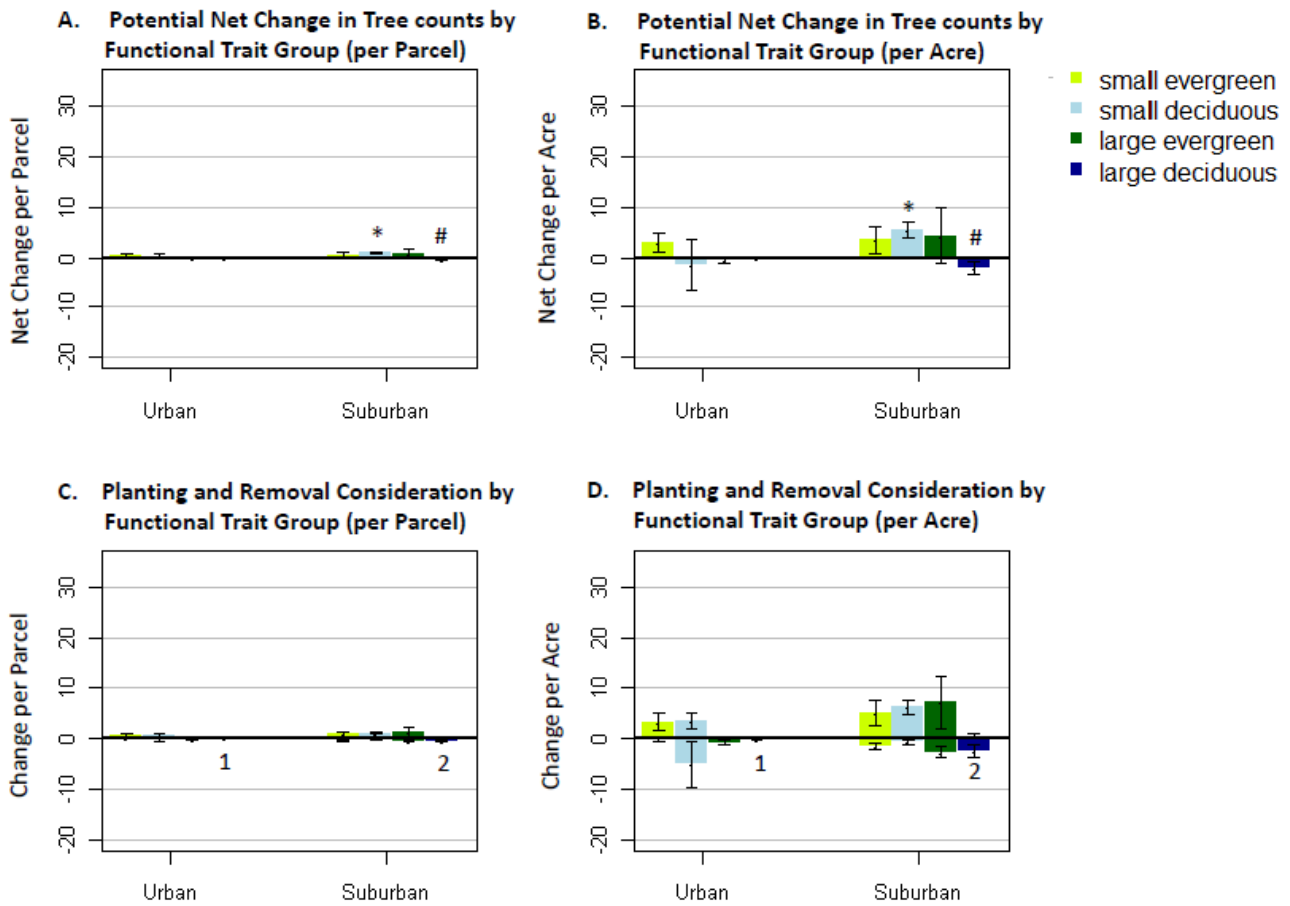 A. Potential Net Change in Tree counts by
Functional Trait Group (per Parcel)
Net Change per Parcel
30
20
10
0
-10
-20
*
#
Urban
Suburban
B. Potential Net Change in Tree counts by
Functional Trait Group (per Acre)
Net Change per Acre
30
20
10
0
-10
-20
*
#
Urban
Suburban
small evergreen
small deciduous
large evergreen
large deciduous
C. Planting and Removal Consideration by
Functional Trait Group (per Parcel)
Change per Parcel
30
20
10
0
-10
-20
1
2
Urban
Suburban
D. Planting and Removal Consideration by
Functional Trait Group (per Acre)
Change per Acre
30
20
10
0
-10
-20
1
2
Urban
Suburban